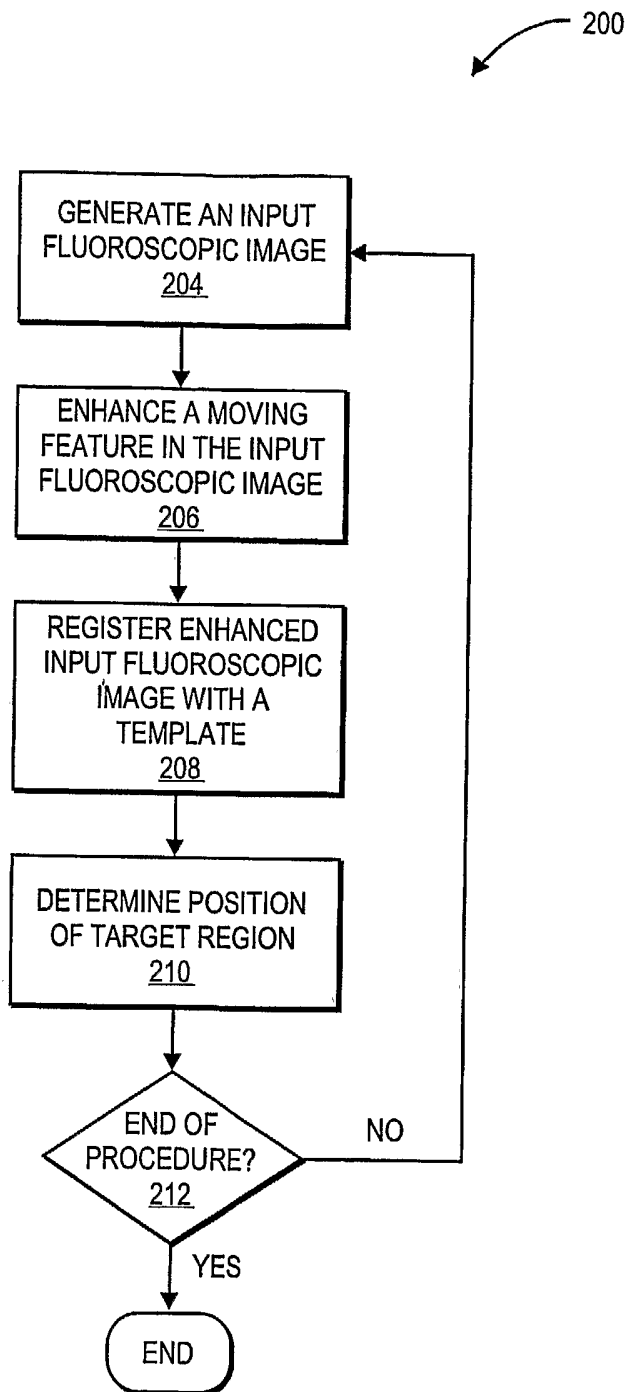 200
GENERATE AN INPUT
FLUOROSCOPIC IMAGE
204
ENHANCE A MOVING
FEATURE IN THE INPUT
FLUOROSCOPIC IMAGE
206
REGISTER ENHANCED
INPUT FLUOROSCOPIC
IMAGE WITH A
TEMPLATE
208
DETERMINE POSITION
OF TARGET REGION
210
END OF
PROCEDURE?
212
NO
YES
END